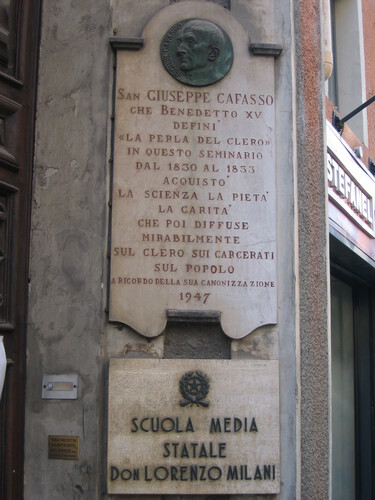 SAN GIUSEPPE CAFASSO
CHE BENEDETTO XV
DEFINI'
«LA PERLA DEL CLERO»
IN QUESTO SEMINARIO
DAL 1830 AL 1833
ACQUISTO'
LA SCIENZA LA PIETA'
LA CARITA'
CHE POI DIFFUSE
MIRABILMENTE
SUL CLERO SUI CARCERATI
SUL POPOLO
A RICORDO DELLA SUA CANONIZZAZIONE
1947
SCUOLA MEDIA
STATALE
DON LORENZO MILANI
STEFANEL